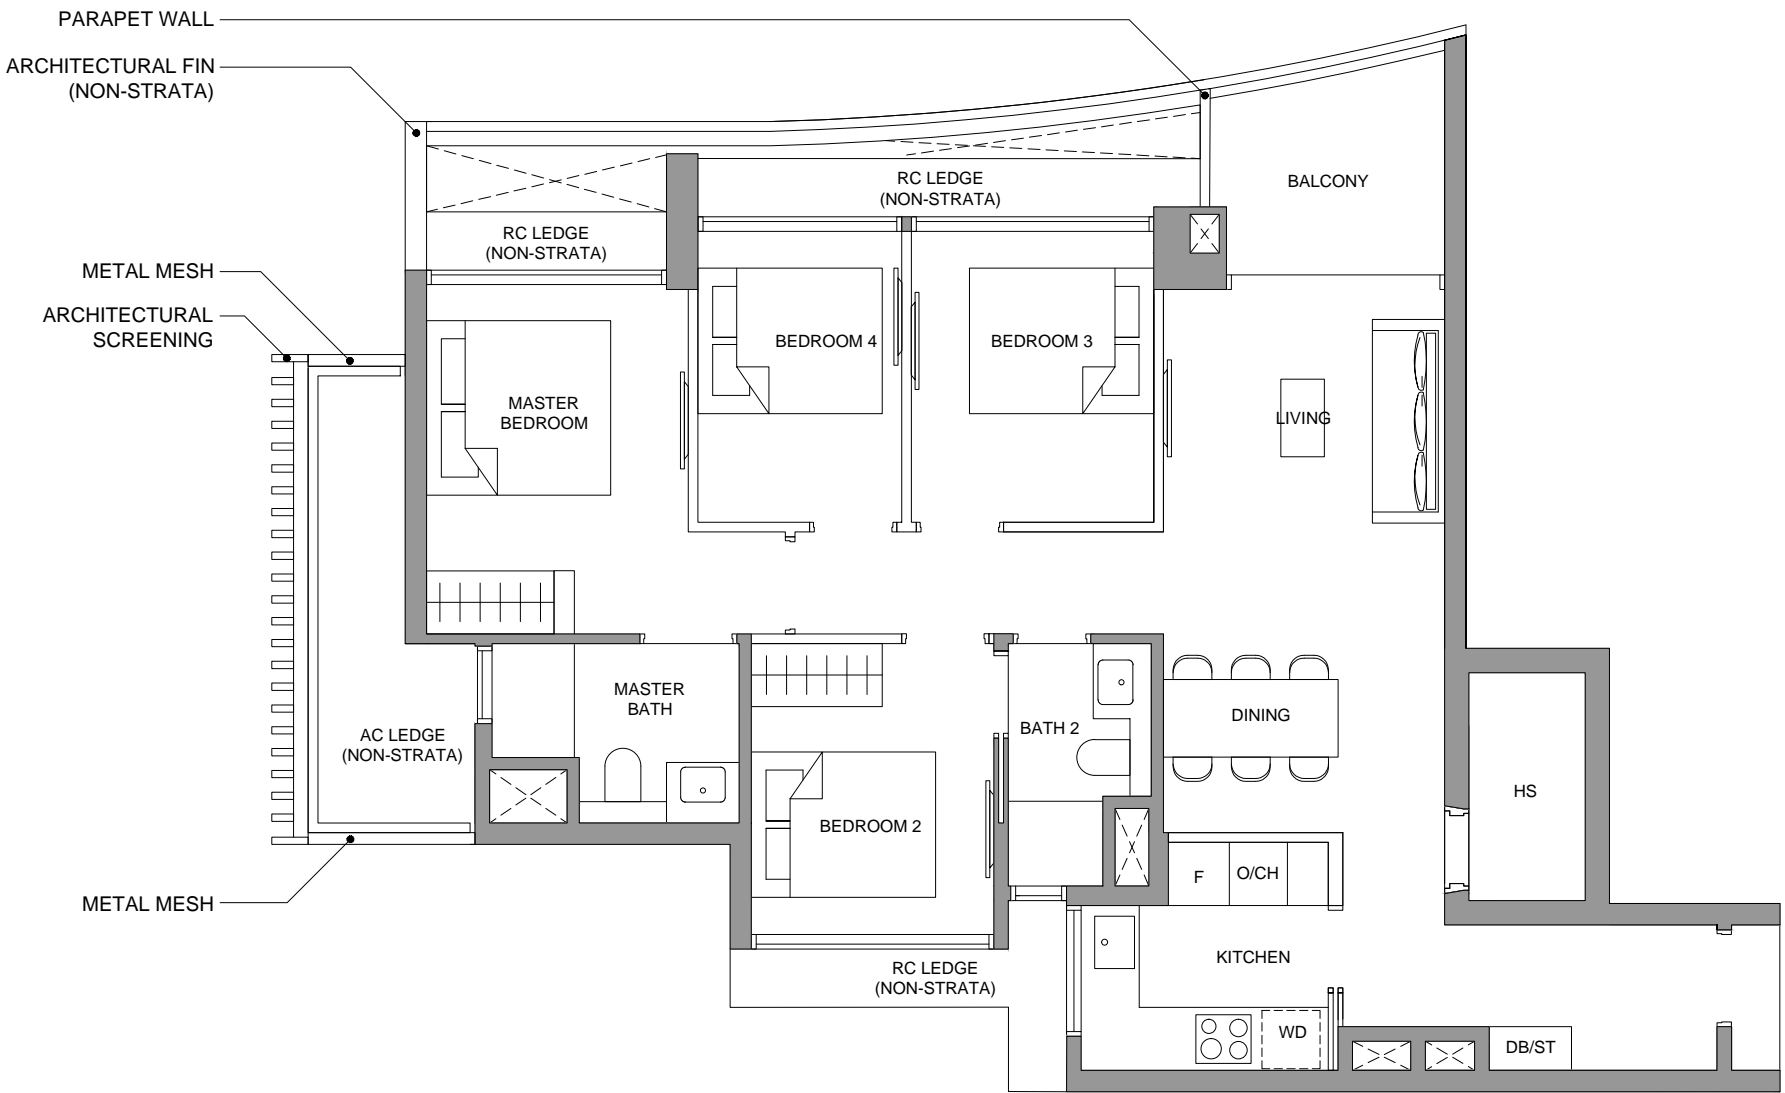 PARAPET WALL
ARCHITECTURAL FIN
(NON-STRATA)
RC LEDGE
(NON-STRATA)
BALCONY
RC LEDGE
(NON-STRATA)
X
METAL MESH
ARCHITECTURAL
SCREENING
BEDROOM 4
BEDROOM 3
MASTER
BEDROOM
LIVING
MASTER
BATH
DINING
BATH 2
AC LEDGE
(NON-STRATA)
HS
BEDROOM 2
F
O/CH
METAL MESH
KITCHEN
RC LEDGE
(NON-STRATA)
WD
DB/ST